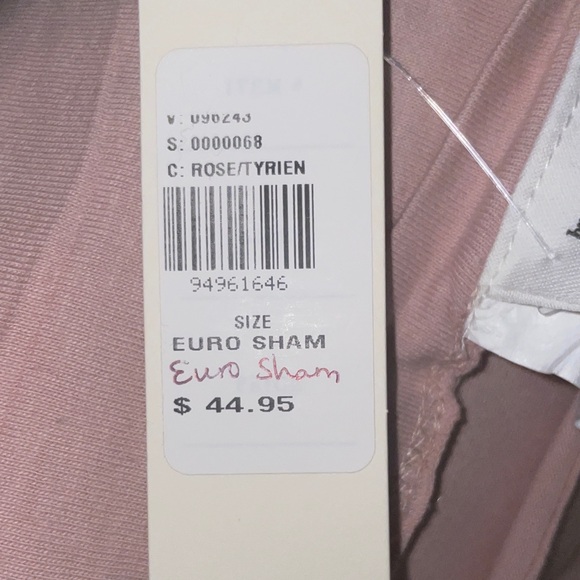 V: 096243
S: 0000068
C: ROSE/TYRIEN
94961646
SIZE
EURO SHAM
Euro Sham
$ 44.95